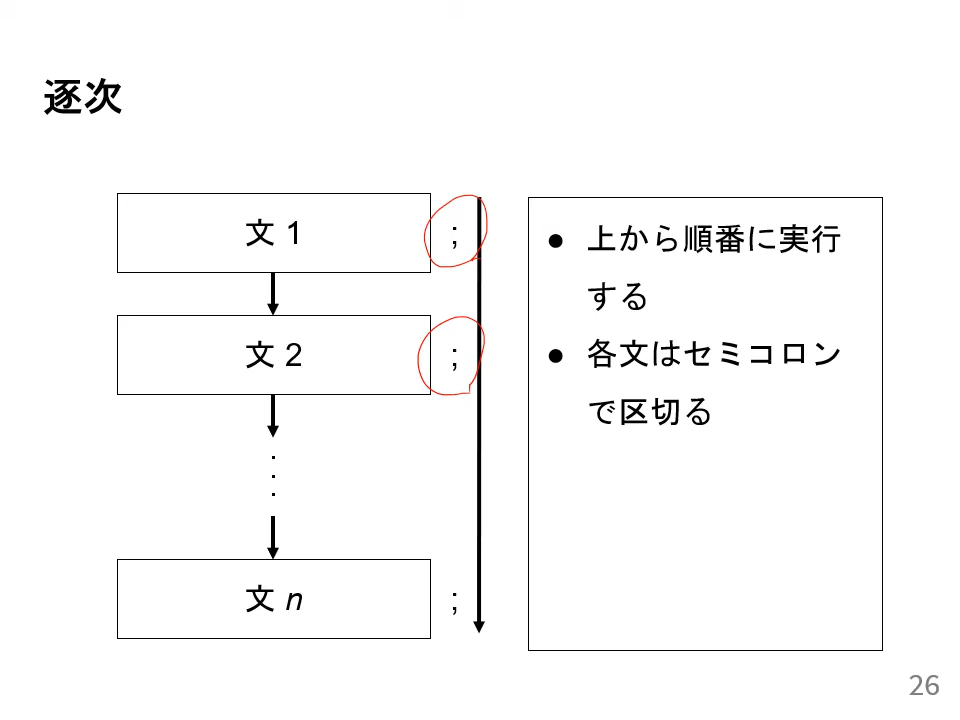 逐次
文 1 ;
文 2 ;
文 n ;
● 上から順番に実行
する
● 各文はセミコロン
で区切る
26